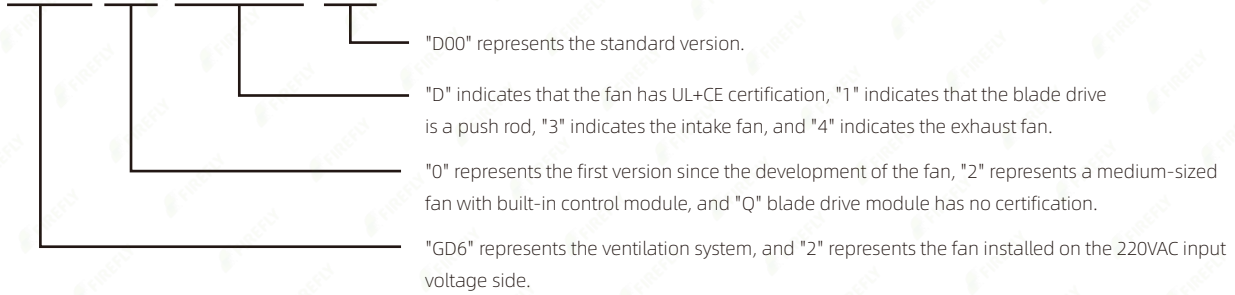 "D00" represents the standard version.
"D" indicates that the fan has UL+CE certification, "1" indicates that the blade drive
is a push rod, "3" indicates the intake fan, and "4" indicates the exhaust fan.
"0" represents the first version since the development of the fan, "2" represents a medium-sized
fan with built-in control module, and "Q" blade drive module has no certification.
"GD6" represents the ventilation system, and "2" represents the fan installed on the 220VAC input
voltage side.